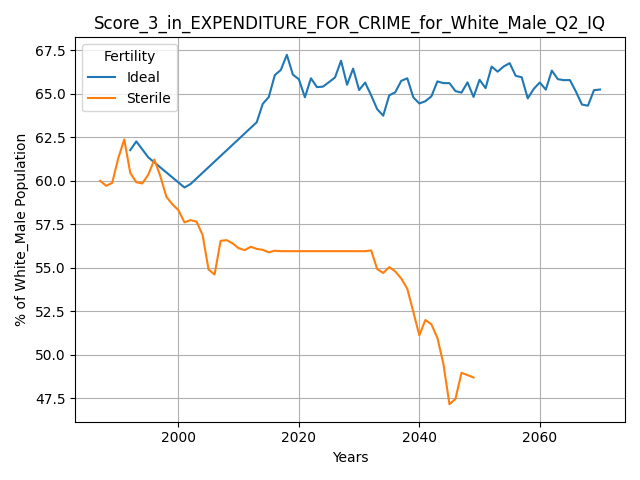 Score_3_in_EXPENDITURE_FOR_CRIME_for_White_Male_Q2_IQ
Fertility
Ideal
Sterile
% of White_Male Population
67.5
65.0
62.5
60.0
57.5
55.0
52.5
50.0
47.5
2000
2020
2040
2060
Years